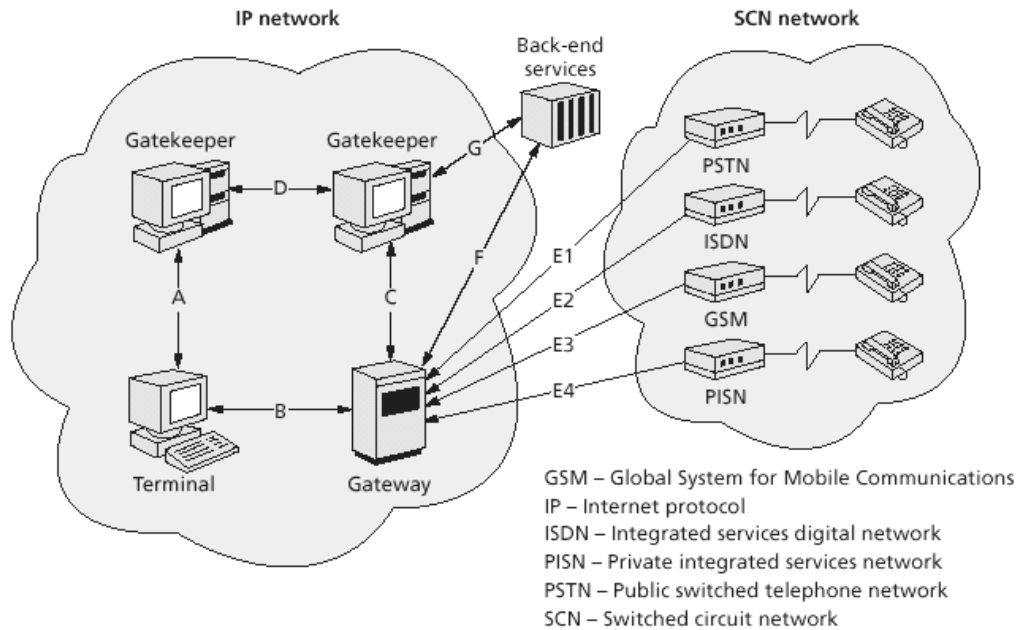 IP network
SCN network
Back-end
services
Gatekeeper
Gatekeeper
G
D
PSTN
ISDN
E1
F
A
C
E2
GSM
E3
E4
B
PISN
Terminal
Gateway
GSM – Global System for Mobile Communications
IP – Internet protocol
ISDN – Integrated services digital network
PISN – Private integrated services network
PSTN – Public switched telephone network
SCN – Switched circuit network